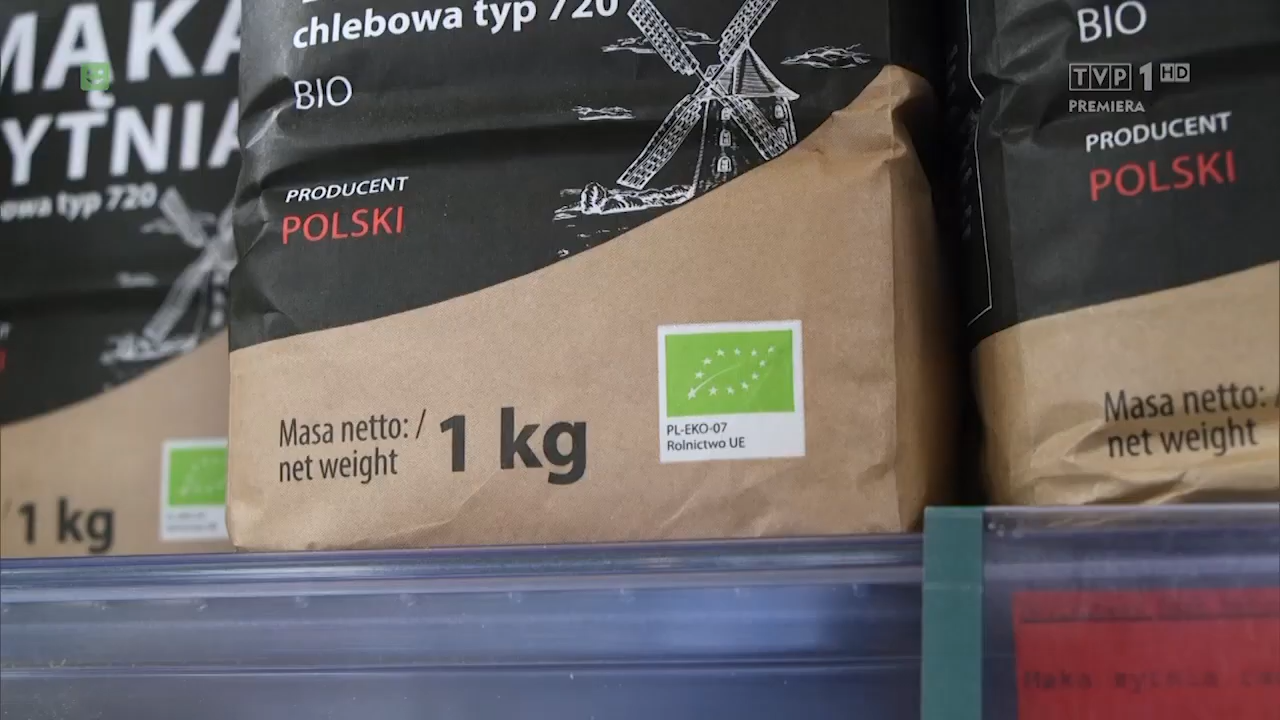 MĄKA
YTNIA
owa typ 720
1 kg
chlebowa typ 720
BIO
PRODUCENT
POLSKI
Masa netto: /
net weight
1 kg
PL-EKO-07
Rolnictwo UE
BIO
TVP 1 HD
PREMIERA
PRODUCENT
POLSKI
Masa netto:
net weight